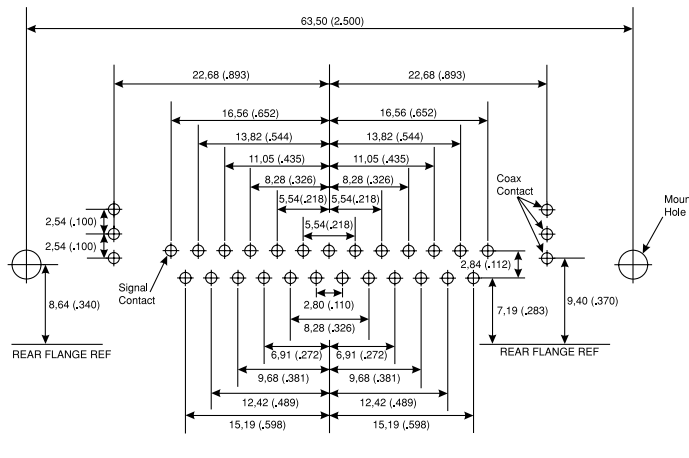 63,50 (2.500)
22,68 (.893) 22,68 (.893)
16,56 (.652) 16,56 (.652)
13,82 (.544) 13,82 (.544)
11,05 (.435) 11,05 (.435)
8,28 (.326) 8,28 (.326)
5,54(.218) 5,54(.218)
5,54(.218)
Coax
Contact
Moun
Hole
2,54 (.100)
2,54 (.100)
2,84 (.112)
Signal
Contact
8,64 (.340)
2,80 (.110)
7,19 (.283)
9,40 (.370)
8,28 (.326)
REAR FLANGE REF
REAR FLANGE REF
6,91 (.272) 6,91 (.272)
9,68 (.381) 9,68 (.381)
12,42 (.489) 12,42 (.489)
15,19 (.598) 15,19 (.598)